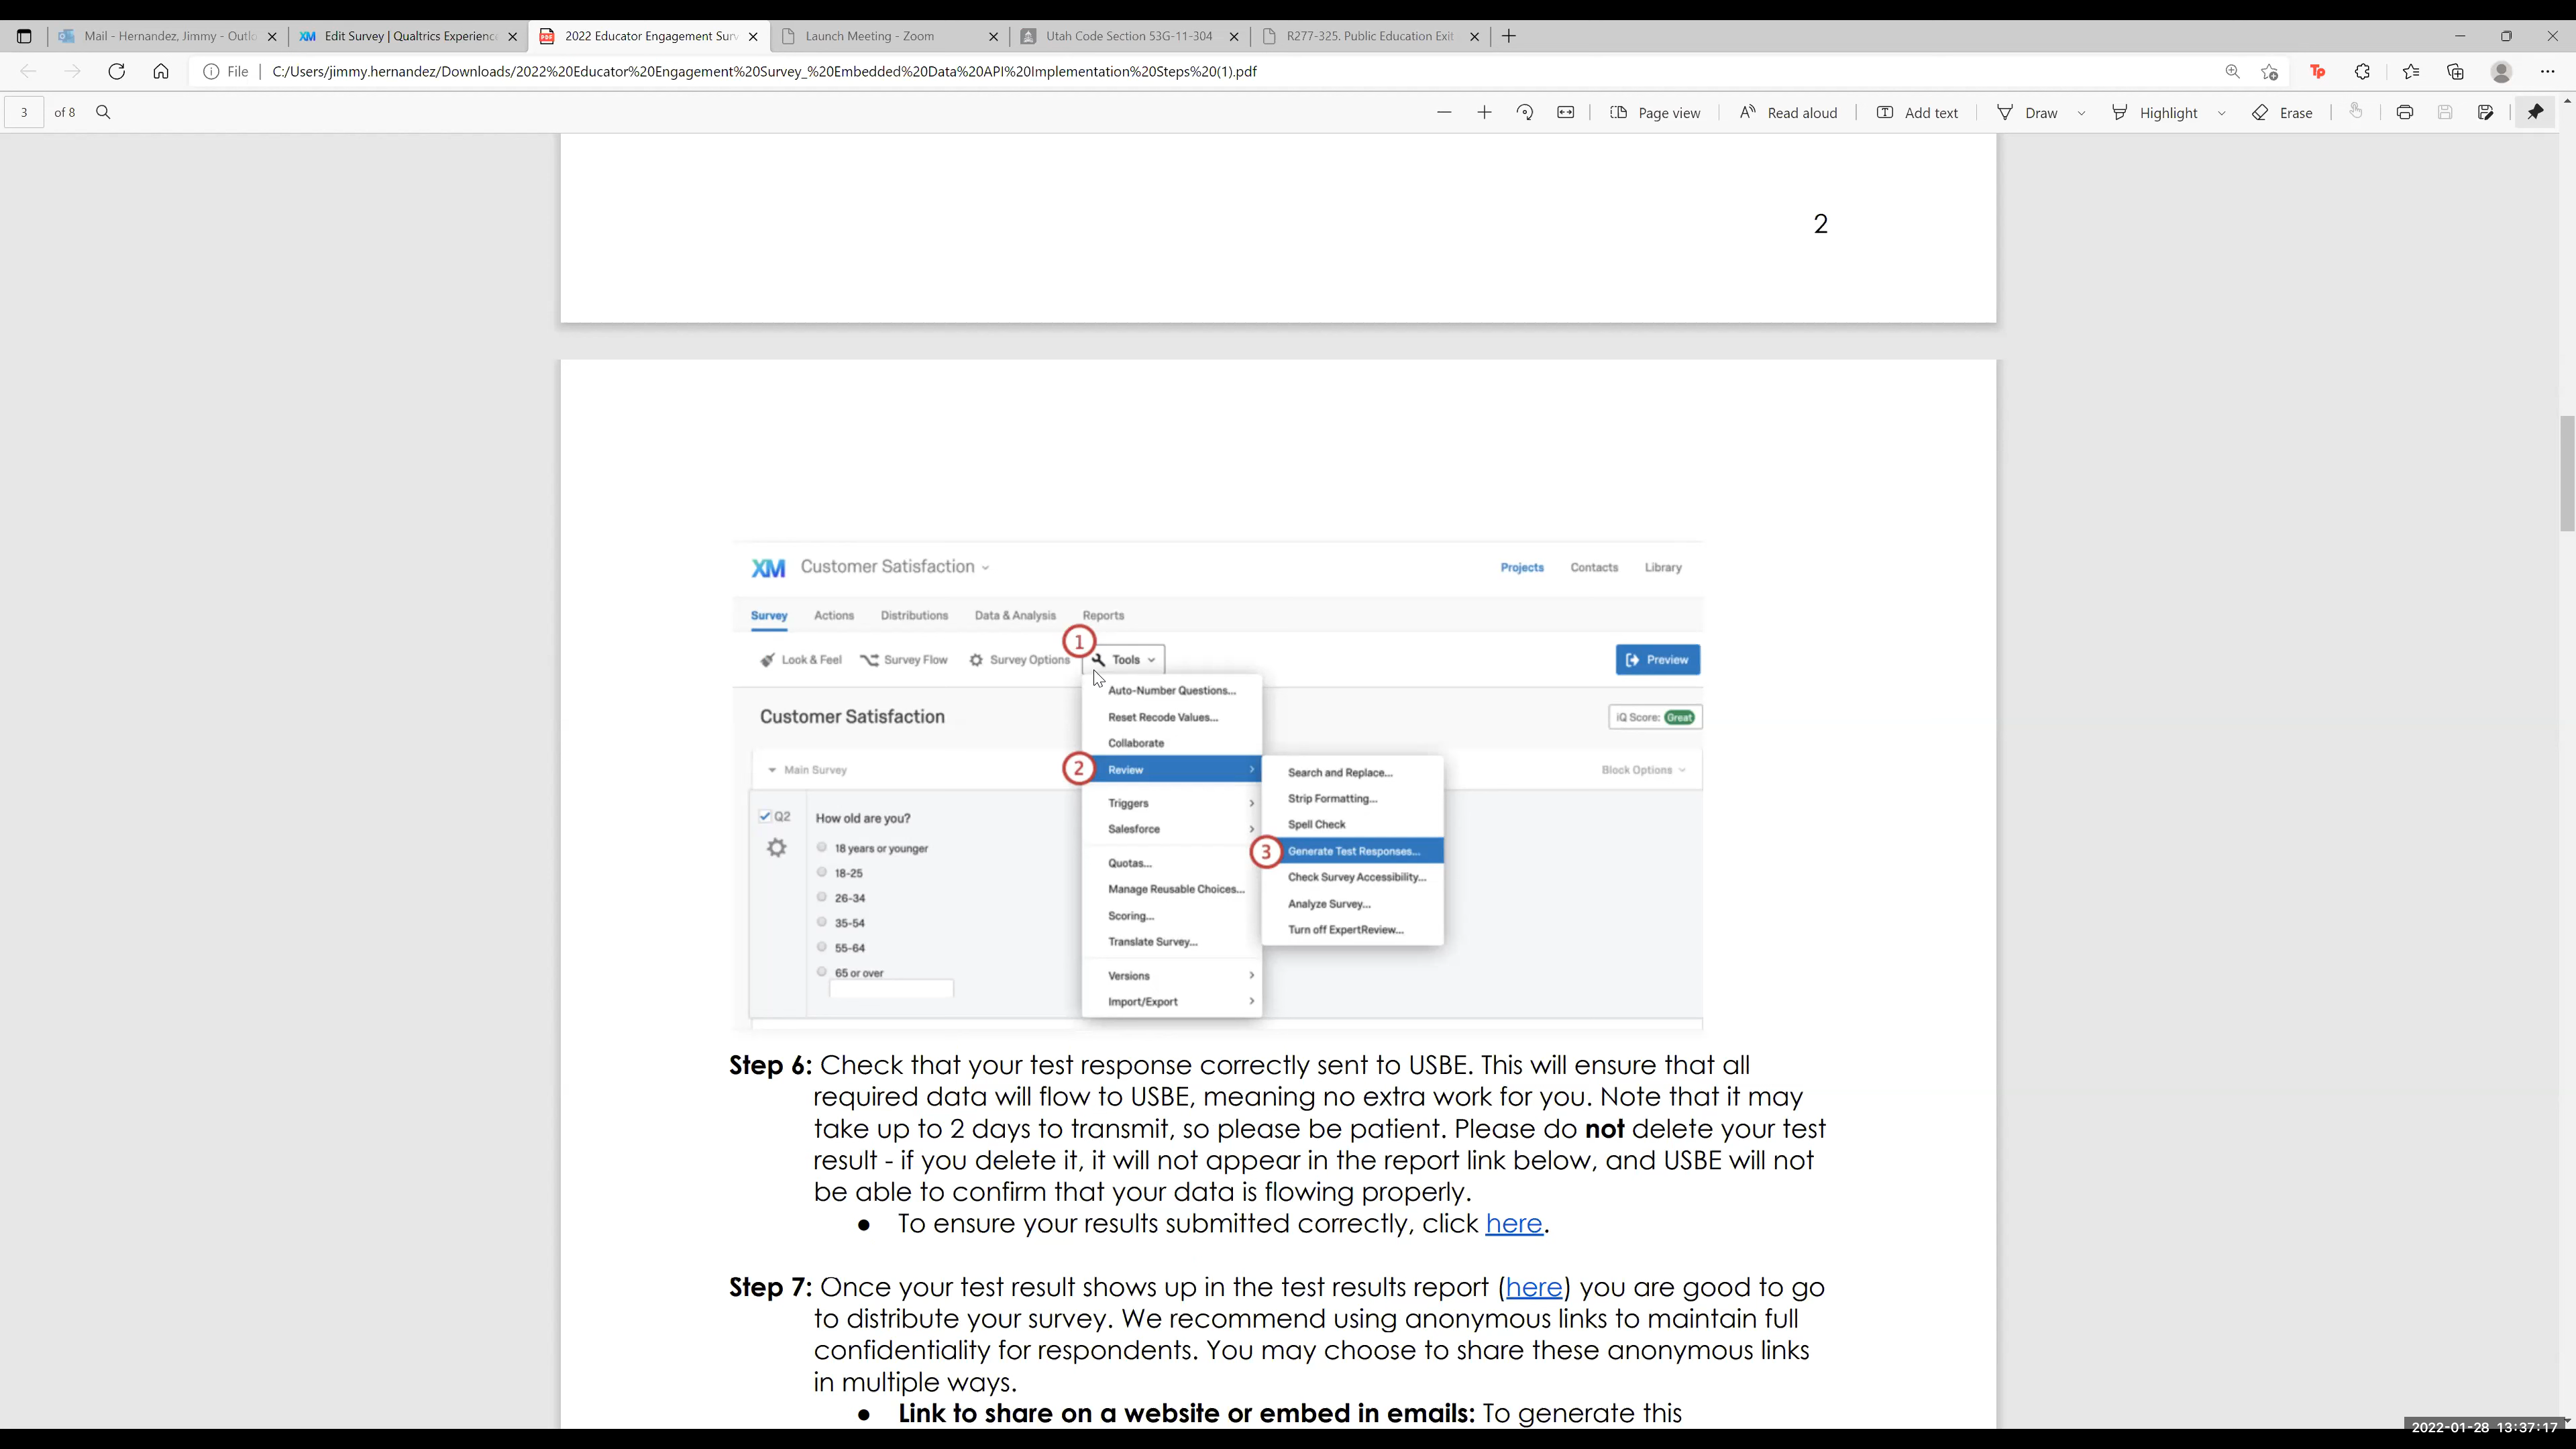 Mail - Hernandez, Jimmy - Outlo
Edit Survey | Qualtrics Experience
2022 Educator Engagement Surv
Launch Meeting - Zoom
Utah Code Section 53G-11-304
R277-325. Public Education Exit
File C:/Users/jimmy.hernandez/Downloads/2022%20Educator%20Engagement%20Survey_%20Embedded%20Data%20API%20Implementation%20Steps%20(1).pdf
3 of 8 Page view Read aloud Add text Draw Highlight Erase
2
XM Customer Satisfaction Projects Contacts Library
Survey Actions Distributions Data & Analysis Reports
1
Look & Feel Survey Flow Survey Options Tools Preview
Auto-Number Questions...
Customer Satisfaction iQ Score: Great
Reset Recode Values...
Collaborate
Main Survey 2 Review Block Options
Search and Replace...
Strip Formatting...
Triggers
Q2 How old are you?
Spell Check
Salesforce
18 years or younger
3 Generate Test Responses...
Quotas...
18-25
Check Survey Accessibility...
Manage Reusable Choices...
26-34
Analyze Survey...
Scoring...
35-54
Turn off ExpertReview...
Translate Survey...
55-64
65 or over
Versions
Import/Export
Step 6: Check that your test response correctly sent to USBE. This will ensure that all
required data will flow to USBE, meaning no extra work for you. Note that it may
take up to 2 days to transmit, so please be patient. Please do not delete your test
result - if you delete it, it will not appear in the report link below, and USBE will not
be able to confirm that your data is flowing properly.
● To ensure your results submitted correctly, click here.
Step 7: Once your test result shows up in the test results report (here) you are good to go
to distribute your survey. We recommend using anonymous links to maintain full
confidentiality for respondents. You may choose to share these anonymous links
in multiple ways.
● Link to share on a website or embed in emails: To generate this
2022-01-28 13:37:17